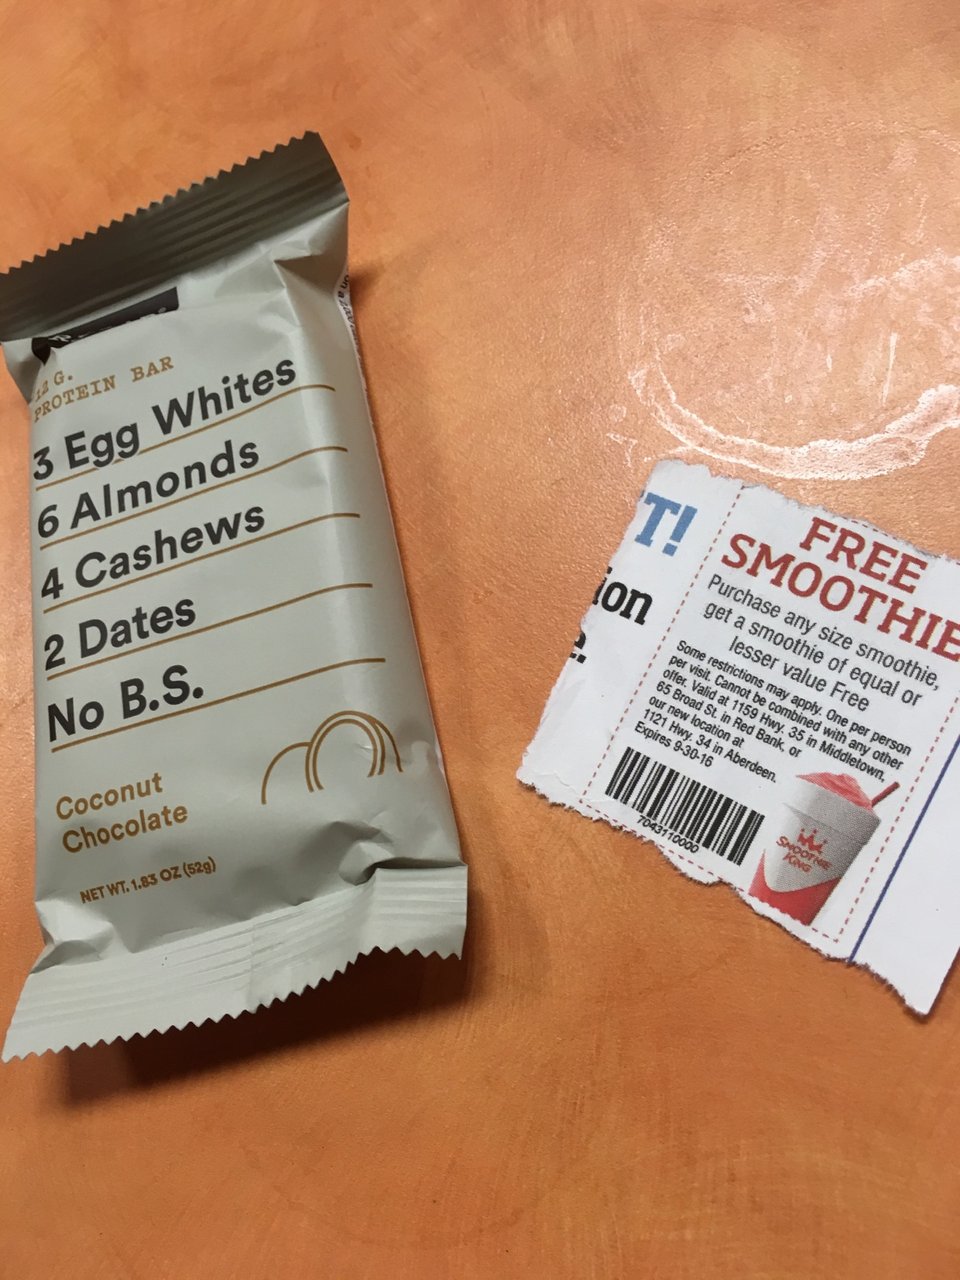 12 G.
PROTEIN BAR
3 Egg Whites
6 Almonds
4 Cashews
2 Dates
No B.S.
Coconut
Chocolate
NET WT. 1.83 OZ (52g)
T!
ion
e.
FREE
SMOOTHIE
Purchase any size smoothie,
get a smoothie of equal or
lesser value Free
Some restrictions may apply. One per person
per visit. Cannot be combined with any other
offer. Valid at 1159 Hwy. 35 in Middletown,
65 Broad St. in Red Bank, or
our new location at
1121 Hwy. 34 in Aberdeen.
Expires 9-30-16
7043110000
SMOOTHIE
KING